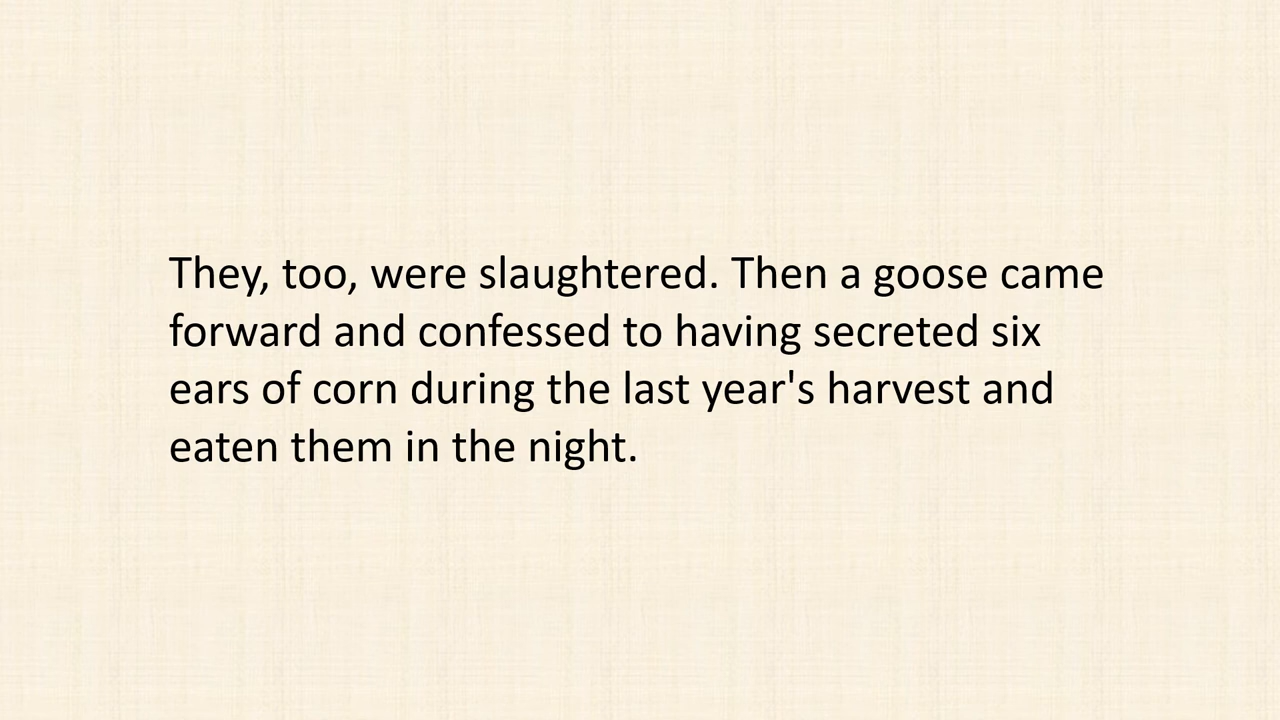 They, too, were slaughtered. Then a goose came
forward and confessed to having secreted six
ears of corn during the last year's harvest and
eaten them in the night.